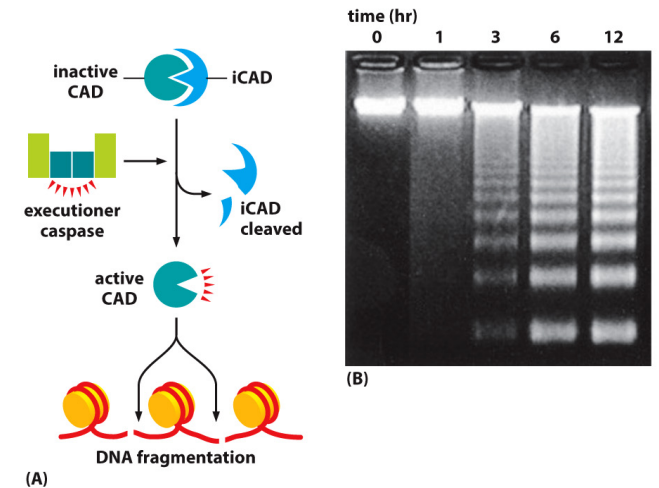 inactive
CAD
iCAD
executioner
caspase
iCAD
cleaved
active
CAD
DNA fragmentation
(A)
time (hr)
0 1 3 6 12
(B)